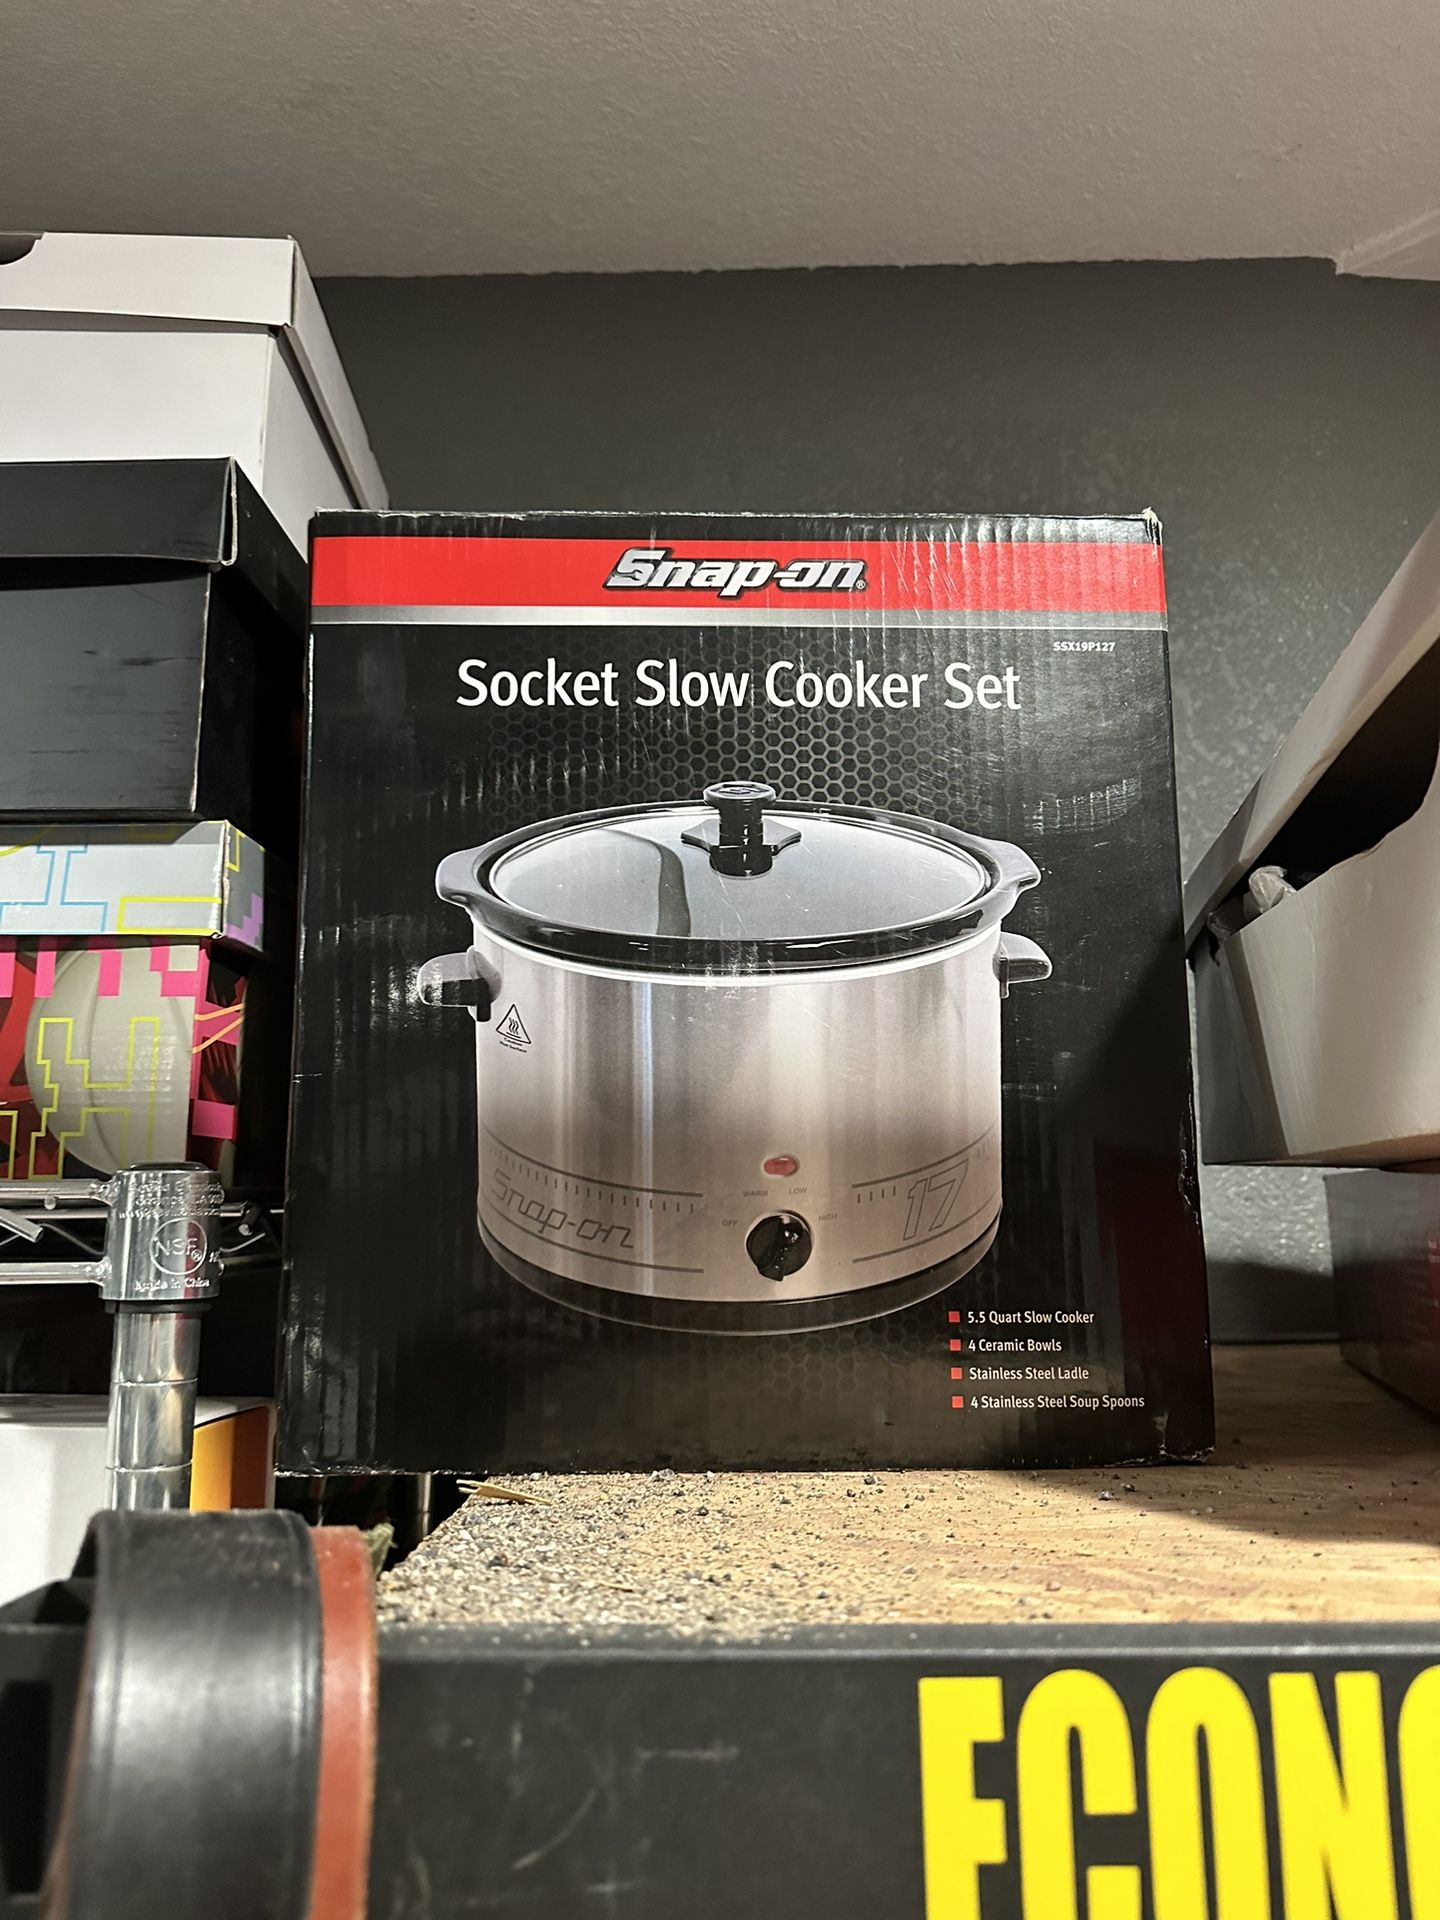 Snap-on®
SSX19P127
Socket Slow Cooker Set
Snap-on
WARM LOW
OFF HIGH
17
5.5 Quart Slow Cooker
4 Ceramic Bowls
Stainless Steel Ladle
4 Stainless Steel Soup Spoons
NSF®
Made in China
ECONO